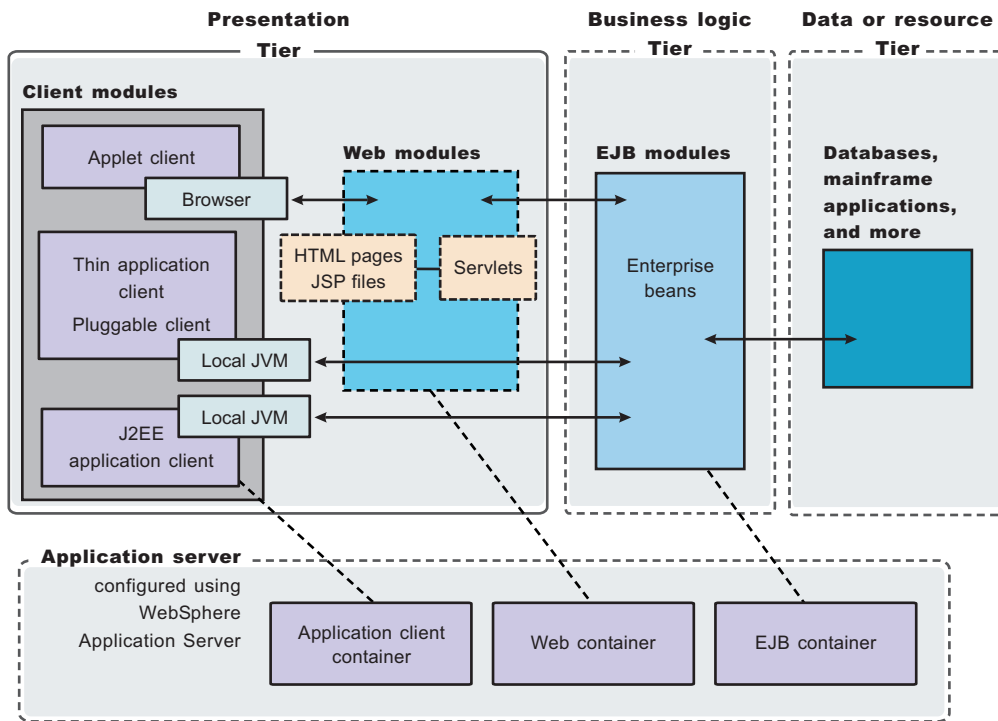 Presentation
Tier
Business logic
Tier
Data or resource
Tier
Client modules
Applet client
Browser
Thin application
client
Pluggable client
Local JVM
Local JVM
J2EE
application client
Web modules
HTML pages
JSP files
Servlets
EJB modules
Enterprise
beans
Databases,
mainframe
applications,
and more
Application server
configured using
WebSphere
Application Server
Application client
container
Web container
EJB container